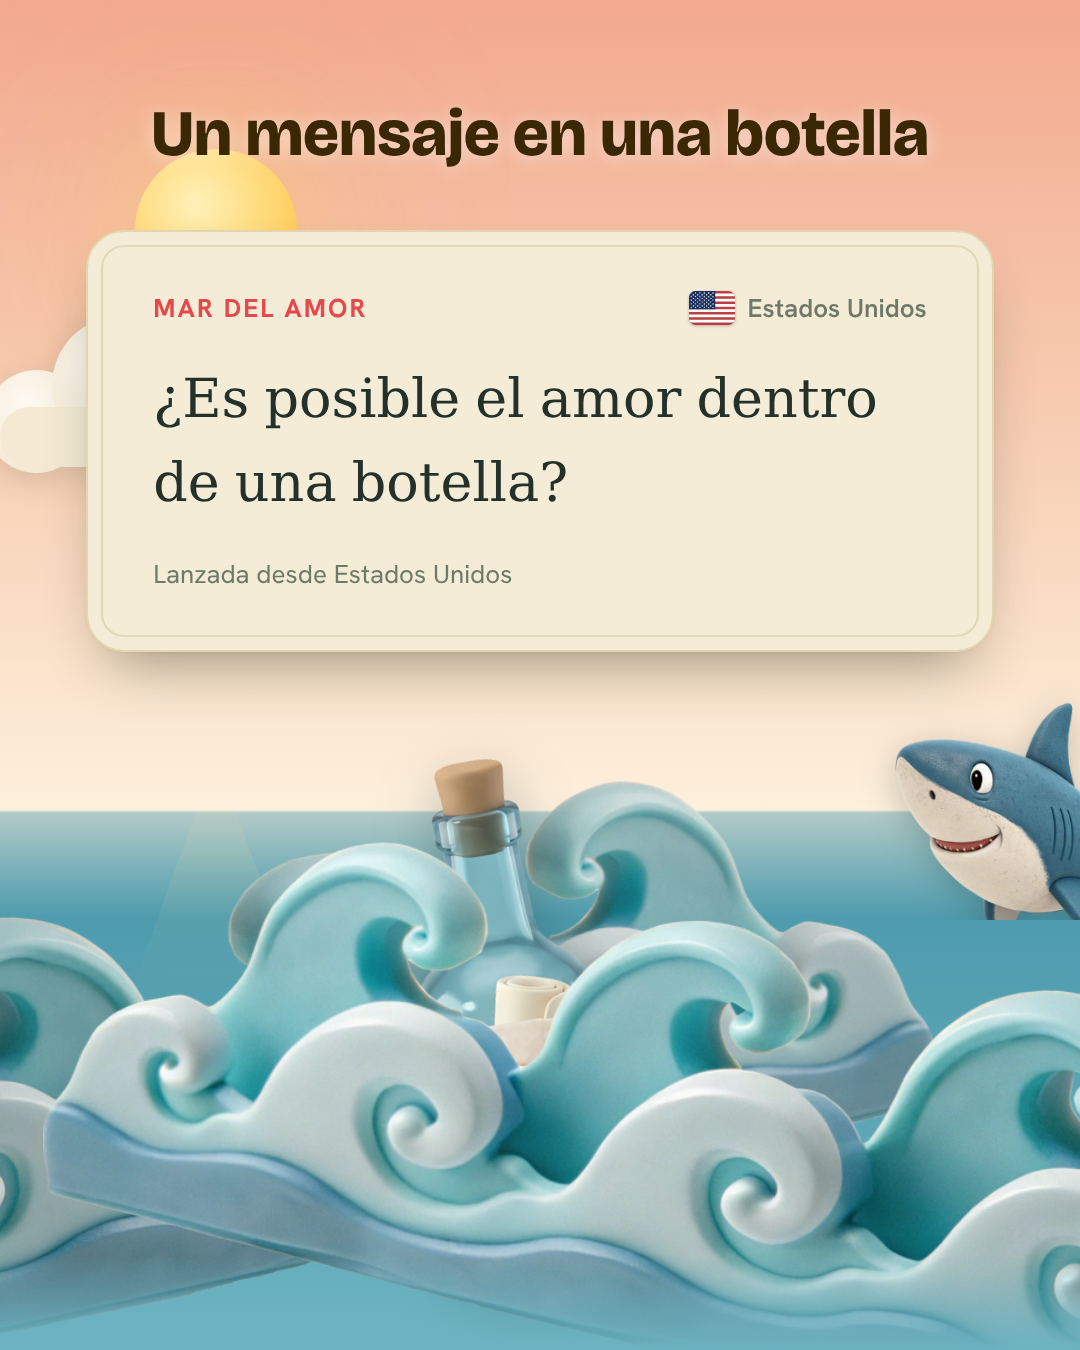 Un mensaje en una botella
MAR DEL AMOR
Estados Unidos
¿Es posible el amor dentro
de una botella?
Lanzada desde Estados Unidos